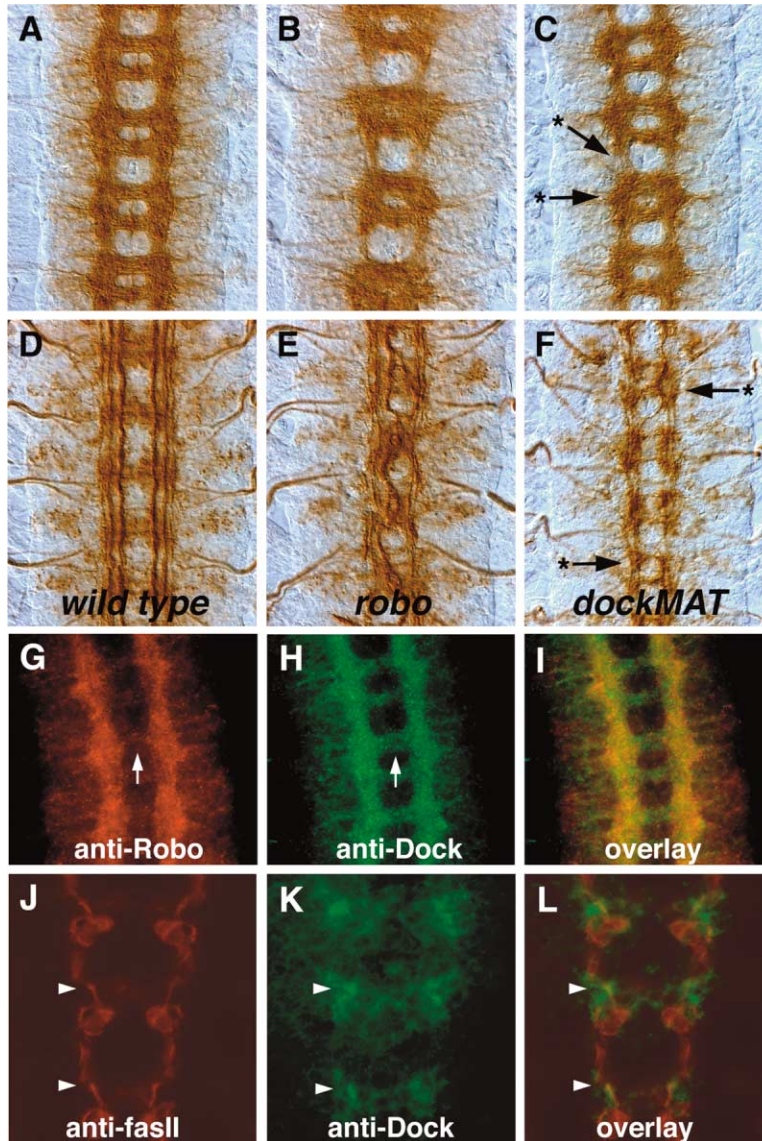 A B C
*
*
D E F
*
*
wild type robo dockMAT
G H I
anti-Robo anti-Dock overlay
J K L
anti-fasII anti-Dock overlay